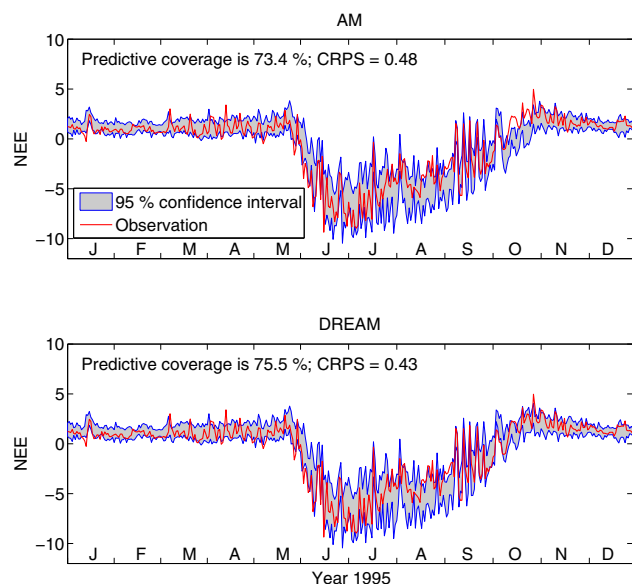 AM
10
Predictive coverage is 73.4 %; CRPS = 0.48
5
0
NEE
−5
95 % confidence interval
Observation
−10
J F M A M J J A S O N D
DREAM
10
Predictive coverage is 75.5 %; CRPS = 0.43
5
0
NEE
−5
−10
J F M A M J J A S O N D
Year 1995